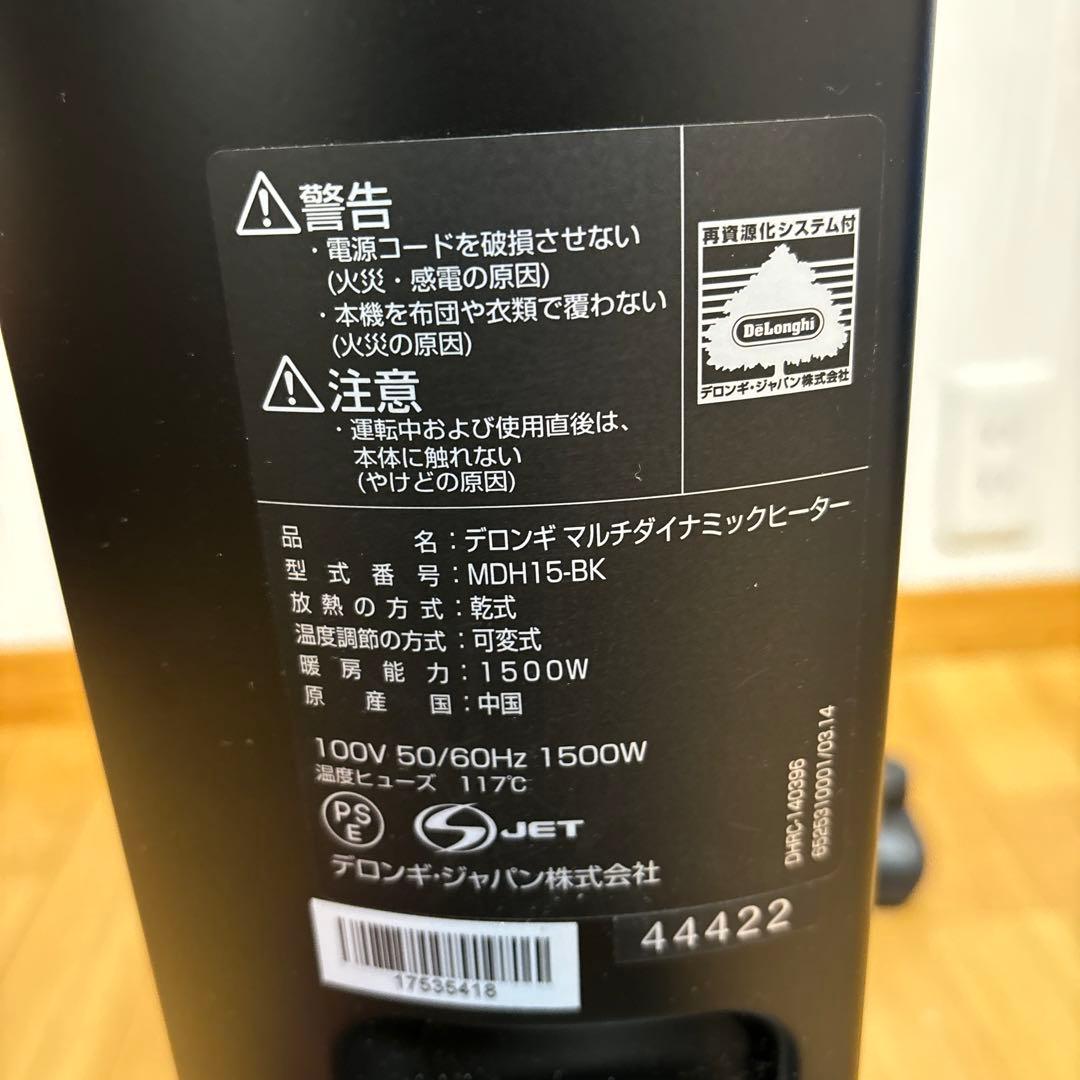 警告
・電源コードを破損させない
(火災・感電の原因)
・本機を布団や衣類で覆わない
(火災の原因)
注意
・運転中および使用直後は、
本体に触れない
(やけどの原因)
再資源化システム付
DeLonghi
デロンギ・ジャパン株式会社
品名：デロンギ マルチダイナミックヒーター
型式番号：MDH15-BK
放熱の方式：乾式
温度調節の方式：可変式
暖房能力：1500W
原産国：中国
100V 50/60Hz 1500W
温度ヒューズ 117℃
PSE
JET
デロンギ・ジャパン株式会社
DHRC-140396
6525310001/03.14
17535418
44422